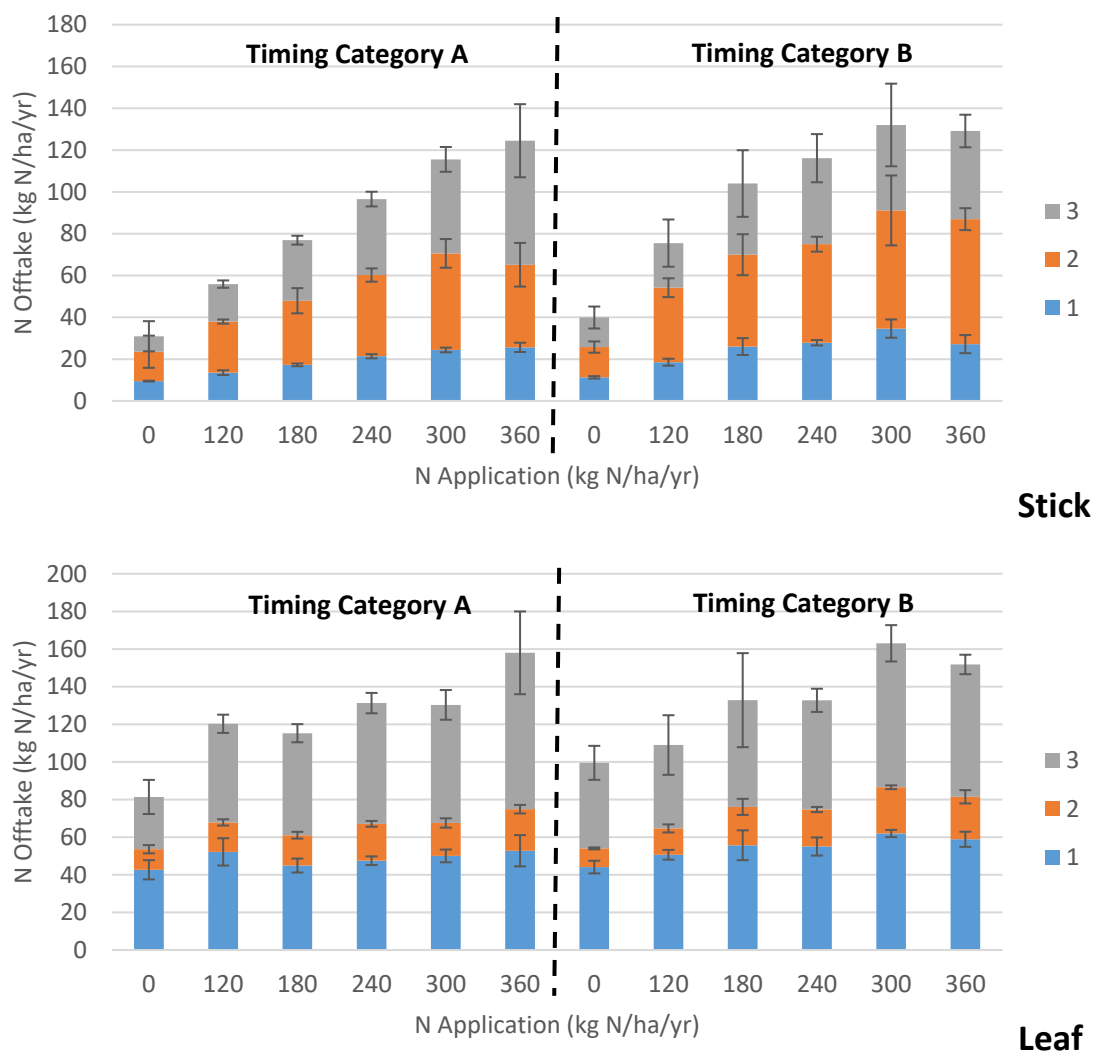 180
160
140
120
100
80
60
40
20
0
N Offtake (kg N/ha/yr)
Timing Category A
Timing Category B
0 120 180 240 300 360 0 120 180 240 300 360
N Application (kg N/ha/yr)
3
2
1
Stick
200
180
160
140
120
100
80
60
40
20
0
N Offtake (kg N/ha/yr)
Timing Category A
Timing Category B
0 120 180 240 300 360 0 120 180 240 300 360
N Application (kg N/ha/yr)
3
2
1
Leaf